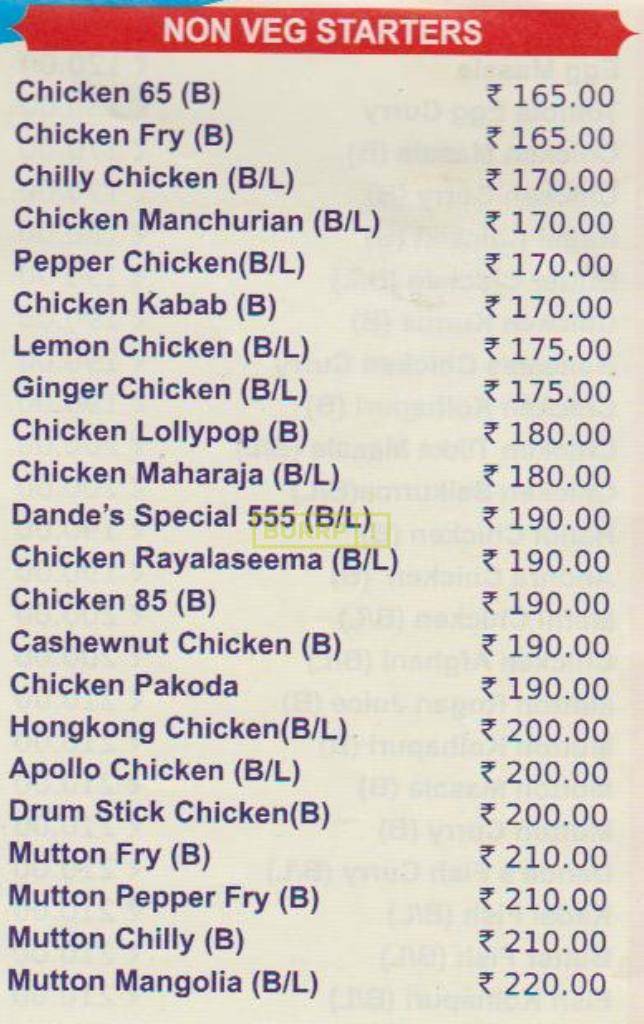 NON VEG STARTERS
Chicken 65 (B) ₹ 165.00
Chicken Fry (B) ₹ 165.00
Chilly Chicken (B/L) ₹ 170.00
Chicken Manchurian (B/L) ₹ 170.00
Pepper Chicken(B/L) ₹ 170.00
Chicken Kabab (B) ₹ 170.00
Lemon Chicken (B/L) ₹ 175.00
Ginger Chicken (B/L) ₹ 175.00
Chicken Lollypop (B) ₹ 180.00
Chicken Maharaja (B/L) ₹ 180.00
Dande's Special 555 (B/L) ₹ 190.00
Chicken Rayalaseema (B/L) ₹ 190.00
Chicken 85 (B) ₹ 190.00
Cashewnut Chicken (B) ₹ 190.00
Chicken Pakoda ₹ 190.00
Hongkong Chicken(B/L) ₹ 200.00
Apollo Chicken (B/L) ₹ 200.00
Drum Stick Chicken(B) ₹ 200.00
Mutton Fry (B) ₹ 210.00
Mutton Pepper Fry (B) ₹ 210.00
Mutton Chilly (B) ₹ 210.00
Mutton Mangolia (B/L) ₹ 220.00